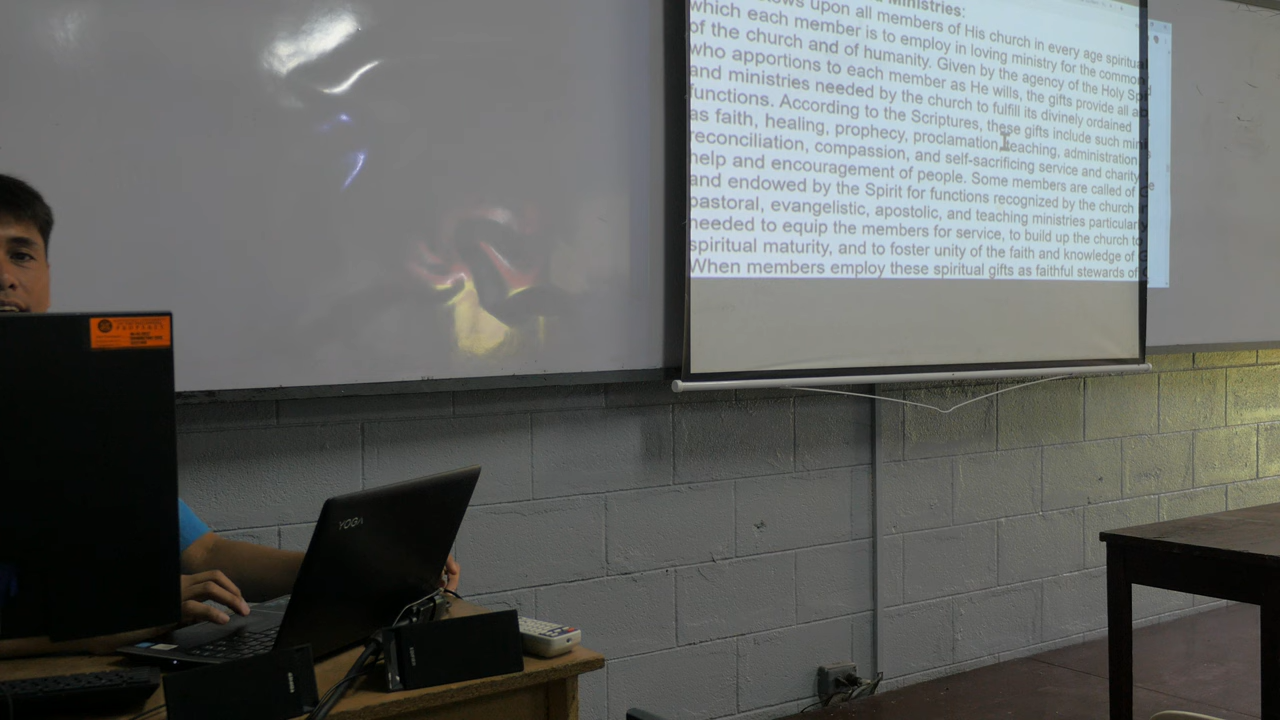 Ministries:
upon all members of His church in every age spiritual
which each member is to employ in loving ministry for the common
of the church and of humanity. Given by the agency of the Holy
who apportions to each member as He wills, the gifts provide all
and ministries needed by the church to fulfill its divinely ordained
functions. According to the Scriptures, these gifts include such
as faith, healing, prophecy, proclamation, teaching, administration
reconciliation, compassion, and self-sacrificing service and charity
help and encouragement of people. Some members are called of
and endowed by the Spirit for functions recognized by the church
pastoral, evangelistic, apostolic, and teaching ministries particular
needed to equip the members for service, to build up the church to
spiritual maturity, and to foster unity of the faith and knowledge of
When members employ these spiritual gifts as faithful stewards of
PROPERTY
YOGA